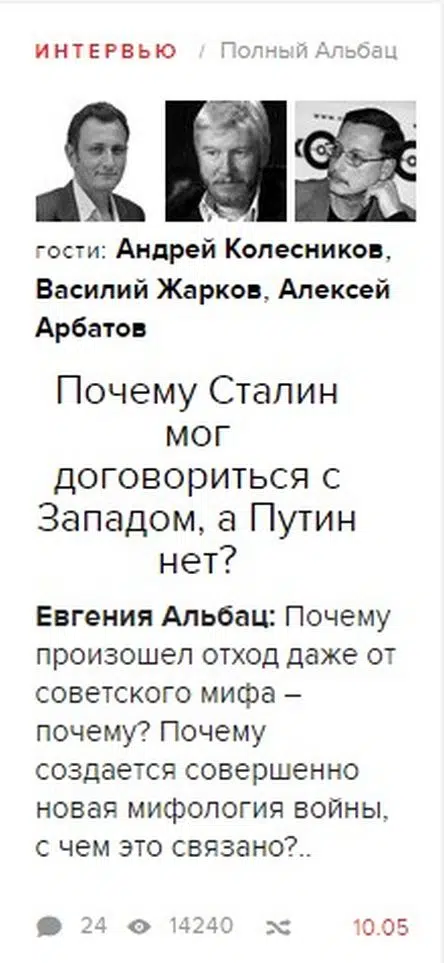 ИНТЕРВЬЮ / Полный Альбац
гости: Андрей Колесников,
Василий Жарков, Алексей
Арбатов
Почему Сталин
мог
договориться с
Западом, а Путин
нет?
Евгения Альбац: Почему
произошел отход даже от
советского мифа –
почему? Почему
создается совершенно
новая мифология войны,
с чем это связано?..
24 14240 10.05